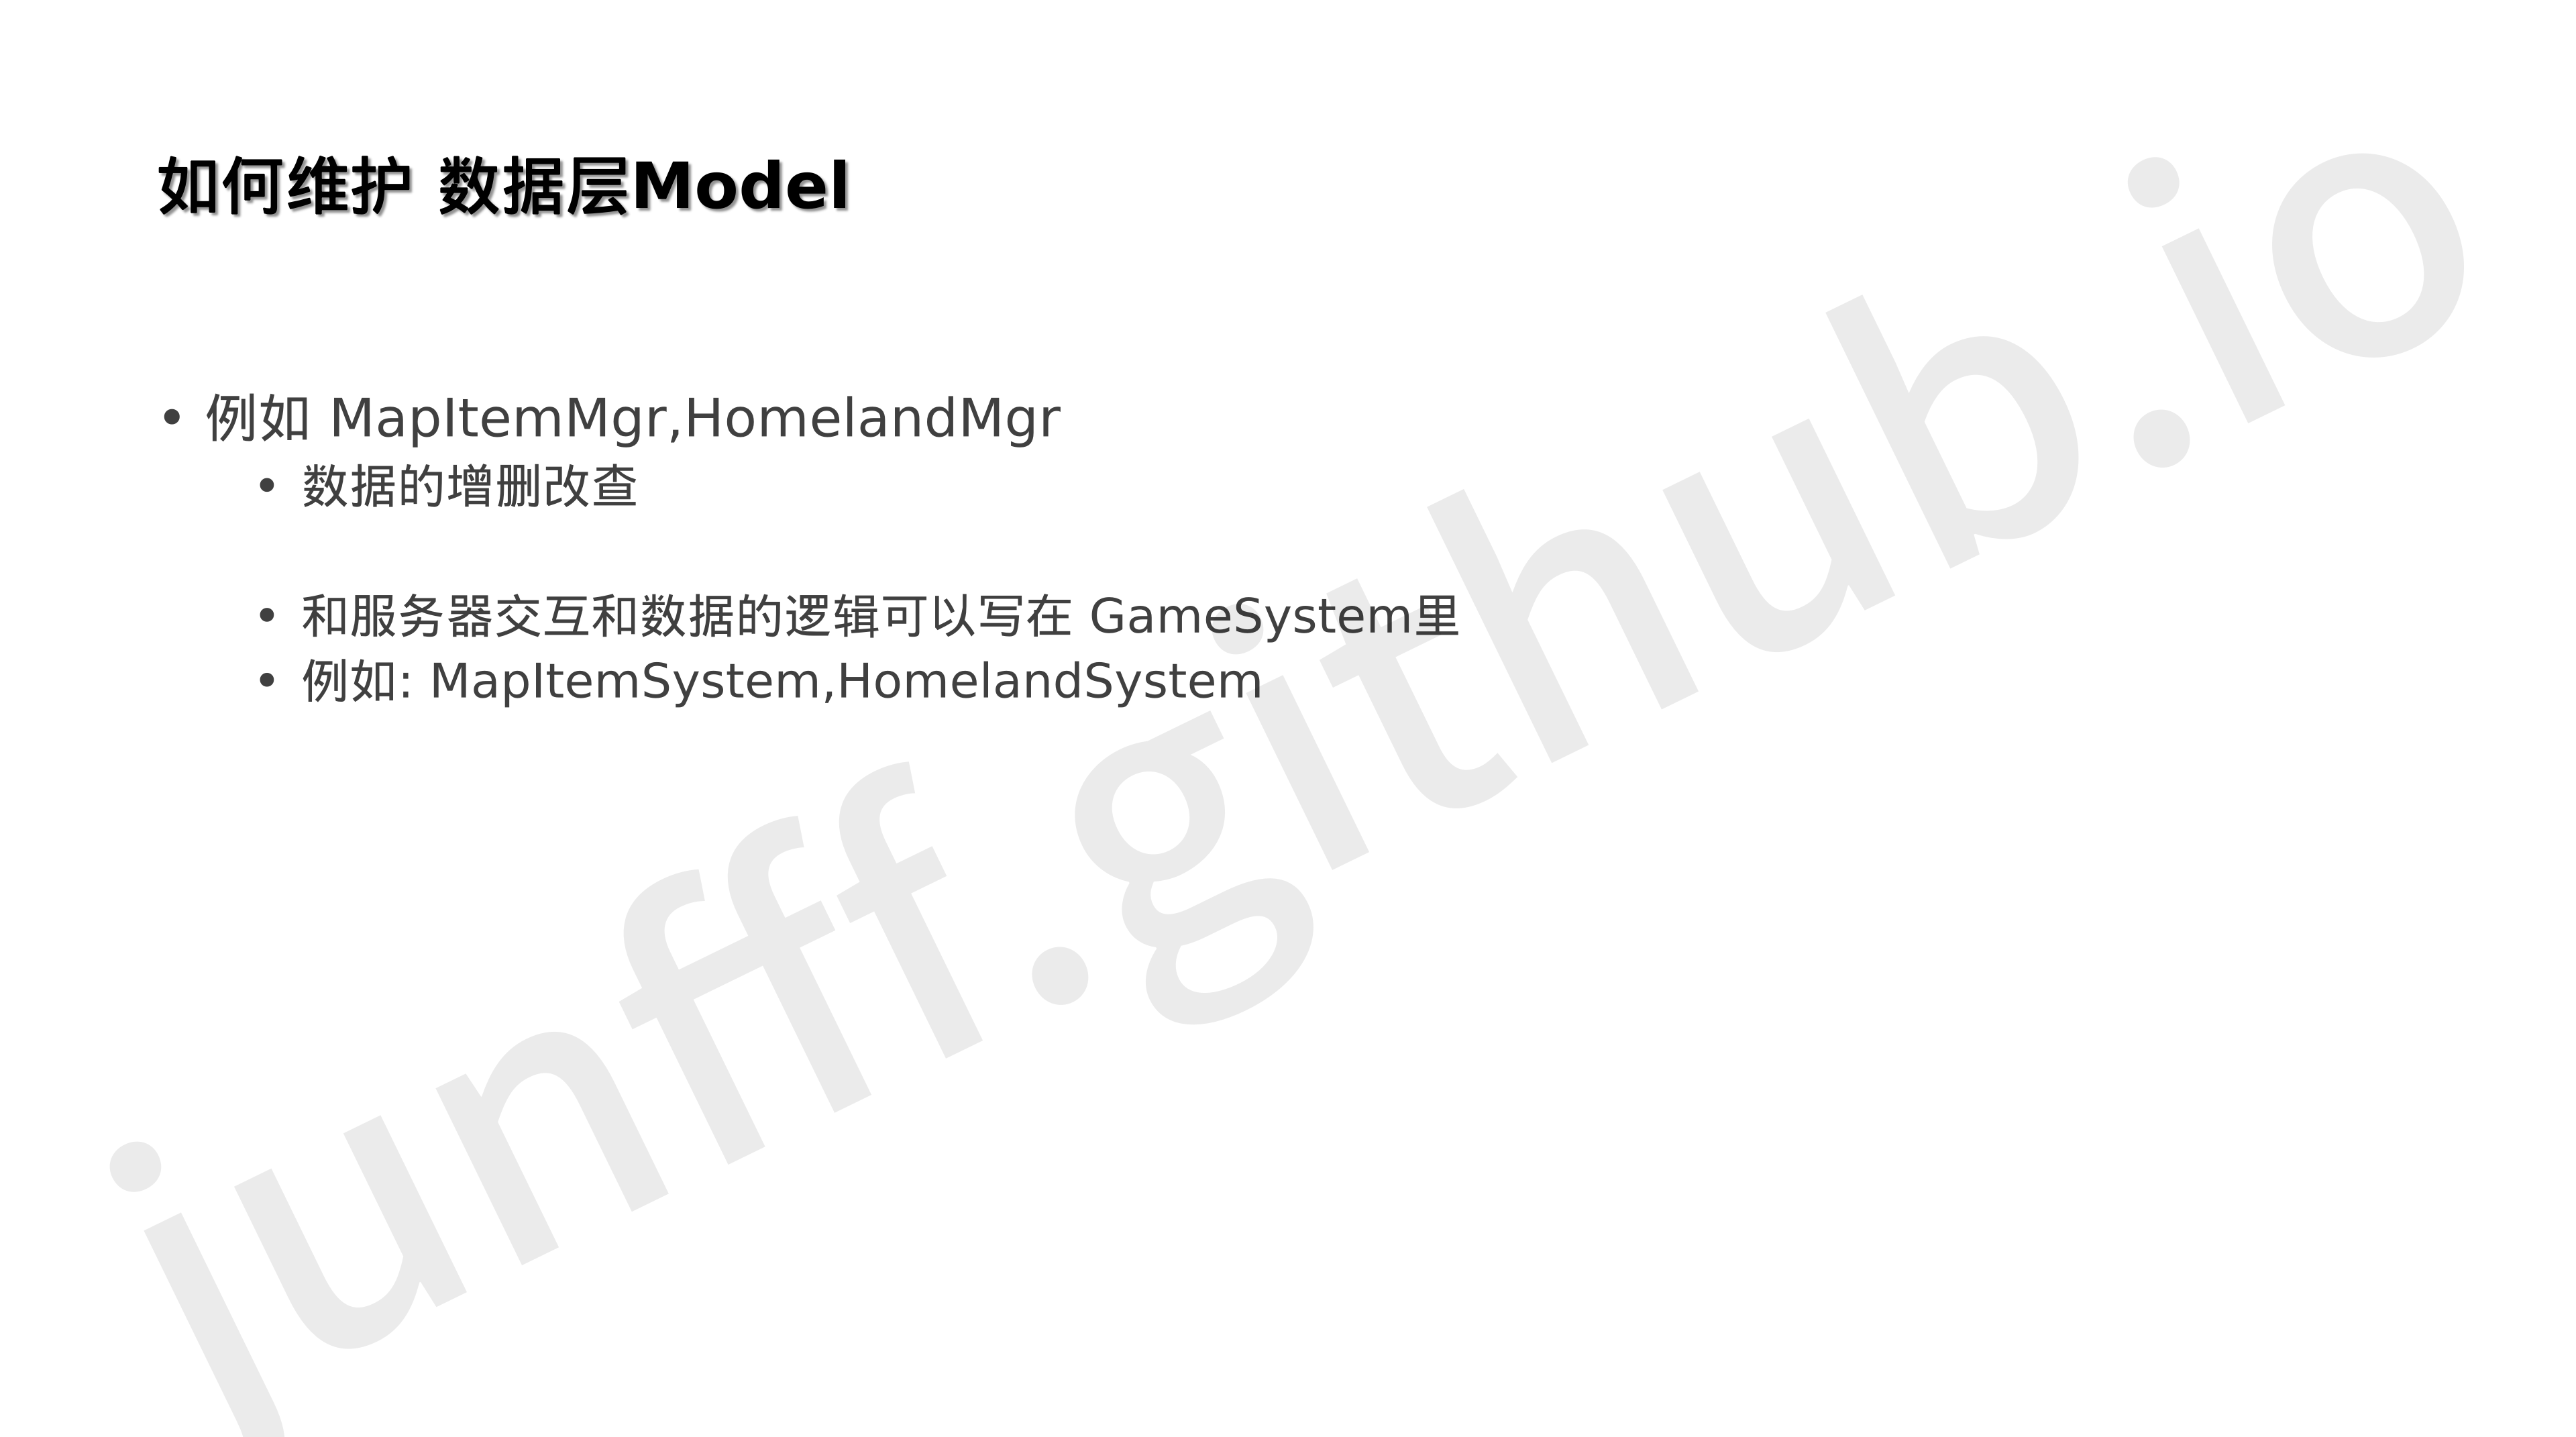 如何维护 数据层Model
• 例如 MapItemMgr,HomelandMgr
• 数据的增删改查
• 和服务器交互和数据的逻辑可以写在 GameSystem里
• 例如: MapItemSystem,HomelandSystem
junfff.github.io